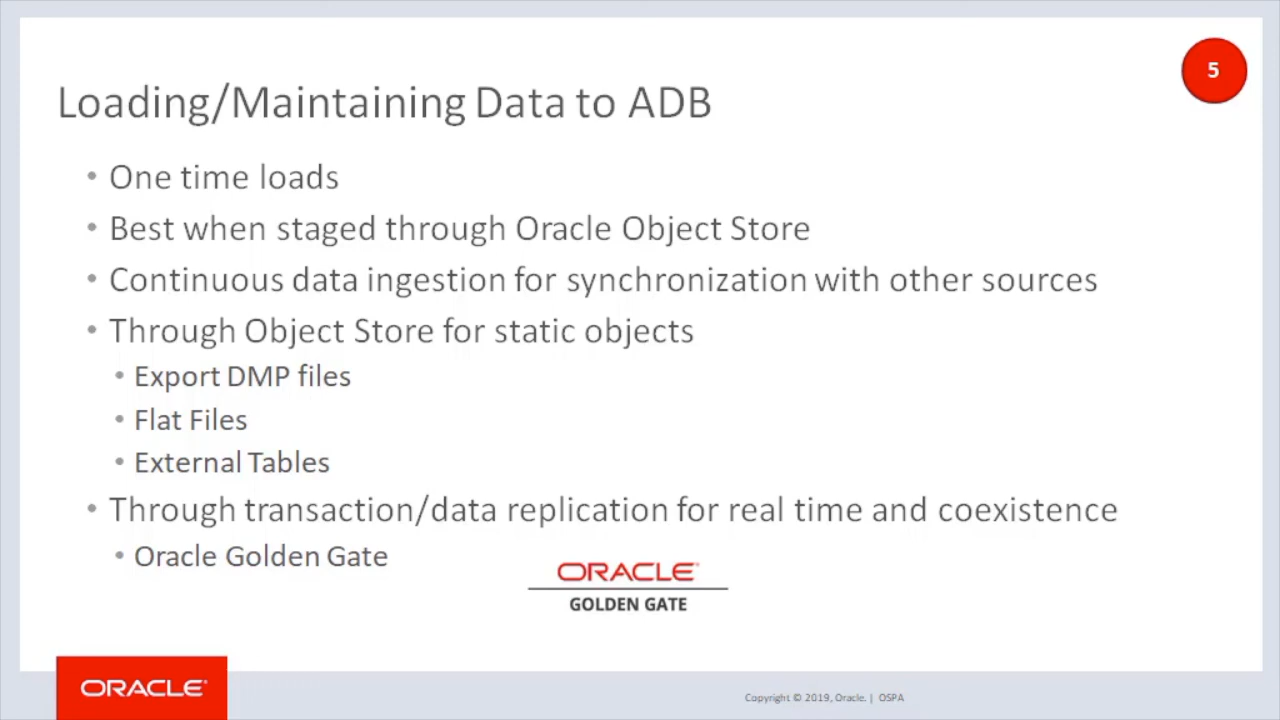 5
Loading/Maintaining Data to ADB
• One time loads
• Best when staged through Oracle Object Store
• Continuous data ingestion for synchronization with other sources
• Through Object Store for static objects
• Export DMP files
• Flat Files
• External Tables
• Through transaction/data replication for real time and coexistence
• Oracle Golden Gate
ORACLE
GOLDEN GATE
ORACLE
Copyright © 2019, Oracle. | OSPA